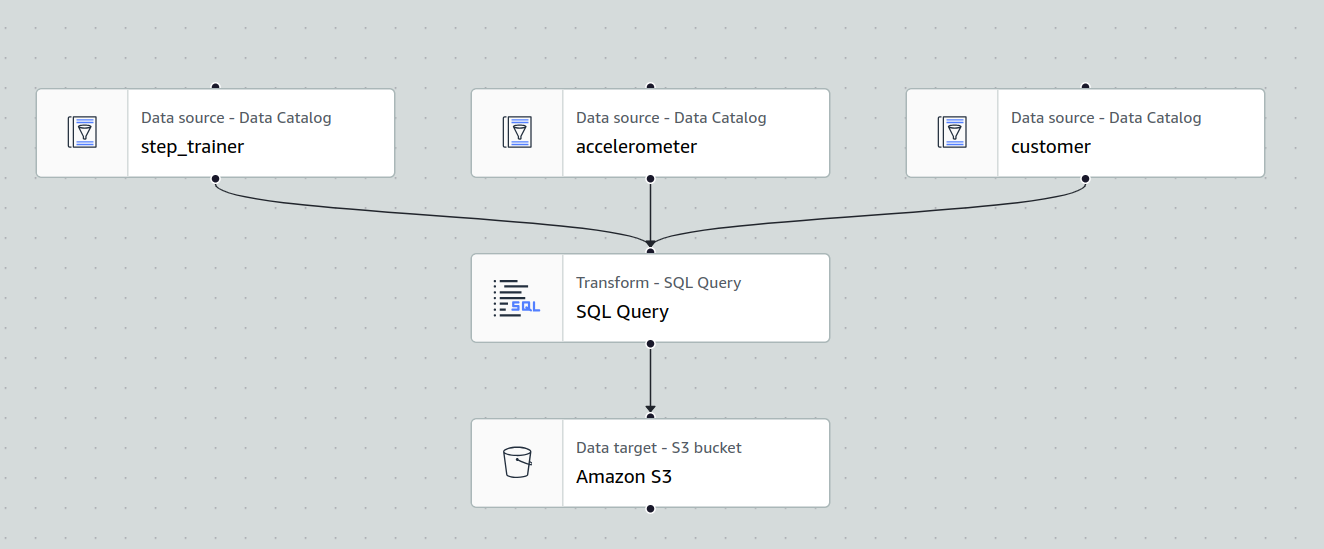 Data source - Data Catalog
step_trainer
Data source - Data Catalog
accelerometer
Data source - Data Catalog
customer
Transform - SQL Query
SQL
SQL Query
Data target - S3 bucket
Amazon S3